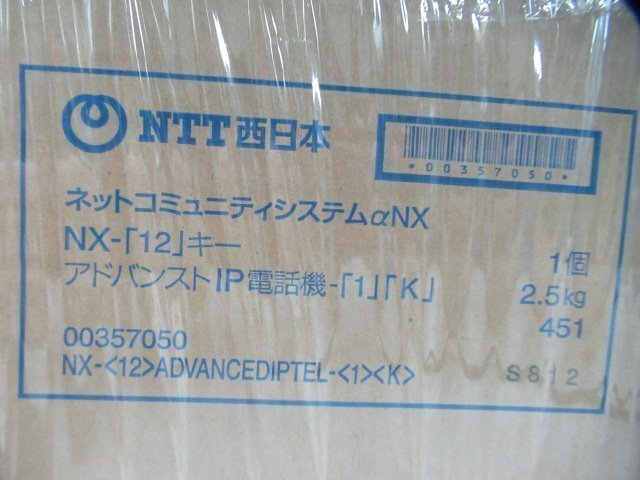 NTT西日本
*00357050*
ネットコミュニティシステムαNX
NX-「12」キー
1個
アドバンストIP電話機-「1」「K」
2.5kg
451
00357050
NX-<12>ADVANCEDIPTEL-<1><K>
S812